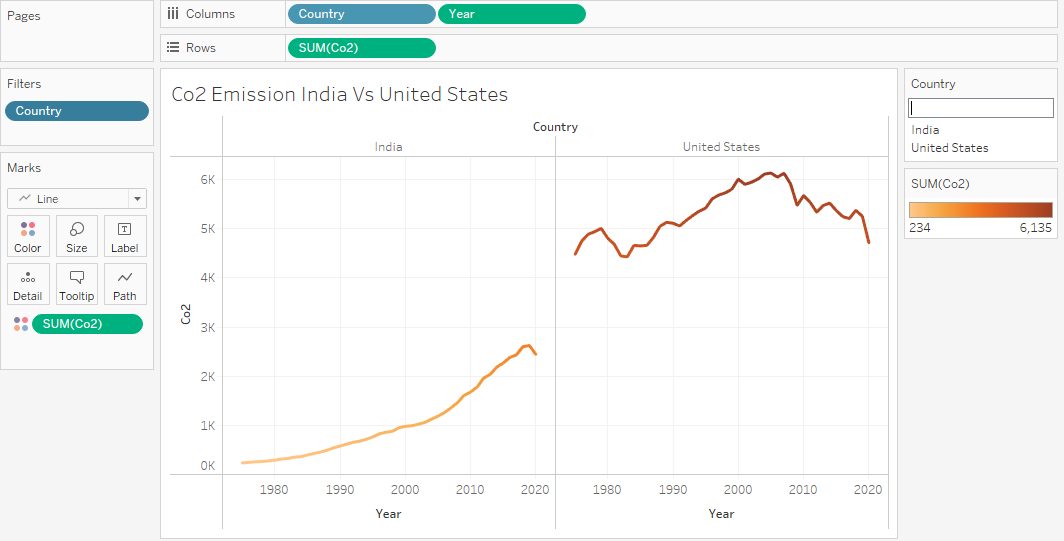 Pages
Columns
Country
Year
Rows
SUM(Co2)
Filters
Country
Marks
Line
Color
Size
Label
Detail
Tooltip
Path
SUM(Co2)
Co2 Emission India Vs United States
Country
India
United States
6K
5K
4K
3K
2K
1K
0K
Co2
1980 1990 2000 2010 2020
1980 1990 2000 2010 2020
Year
Year
Country
India
United States
SUM(Co2)
234 6,135